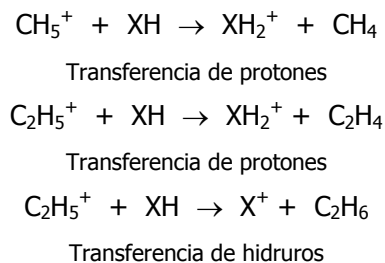 CH₅⁺ + XH → XH₂⁺ + CH₄
Transferencia de protones
C₂H₅⁺ + XH → XH₂⁺ + C₂H₄
Transferencia de protones
C₂H₅⁺ + XH → X⁺ + C₂H₆
Transferencia de hidruros